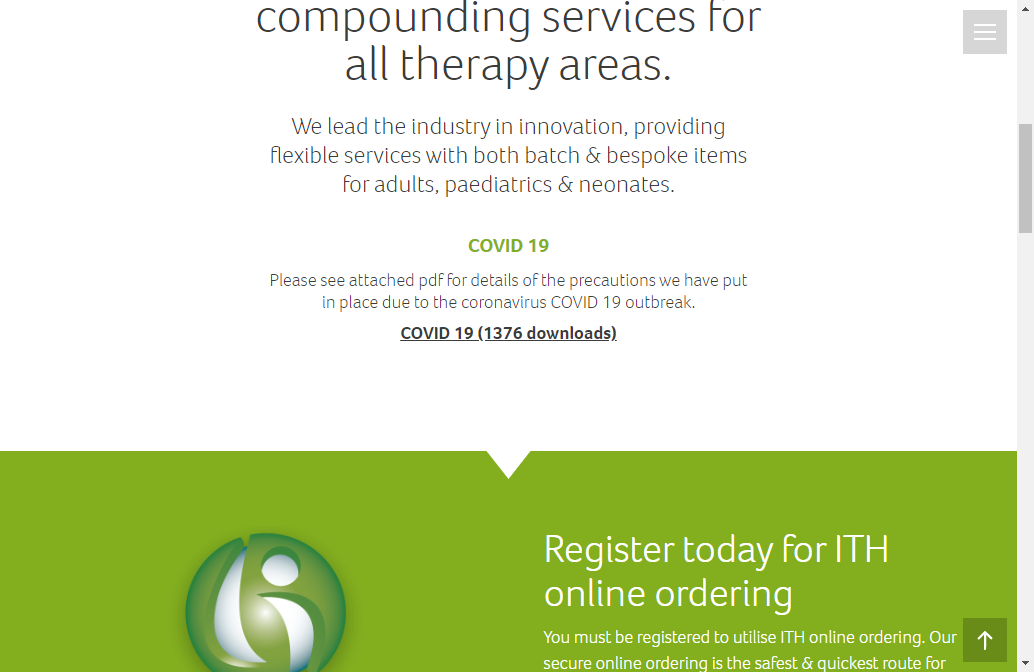 compounding services for
all therapy areas.
We lead the industry in innovation, providing
flexible services with both batch & bespoke items
for adults, paediatrics & neonates.
COVID 19
Please see attached pdf for details of the precautions we have put
in place due to the coronavirus COVID 19 outbreak.
COVID 19 (1376 downloads)
Register today for ITH
online ordering
You must be registered to utilise ITH online ordering. Our
secure online ordering is the safest & quickest route for